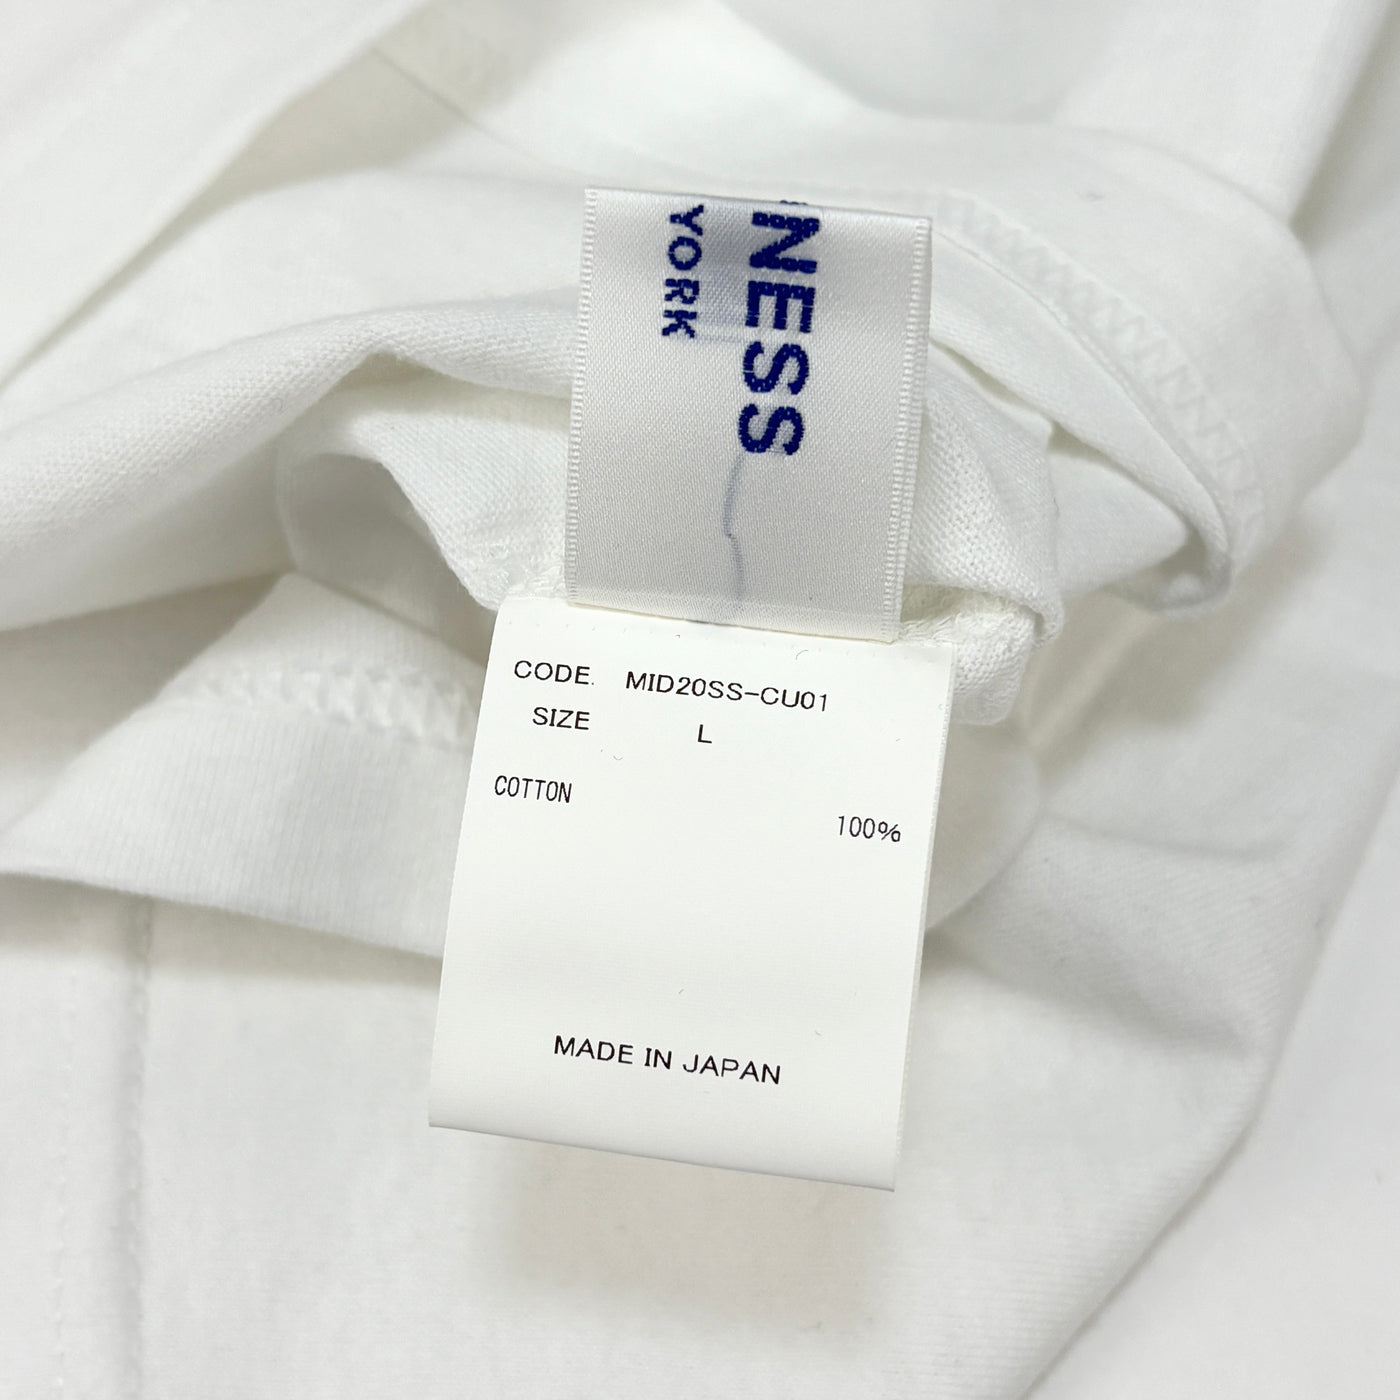 NESS
YORK
CODE. MID20SS-CU01
SIZE L
COTTON
100%
MADE IN JAPAN